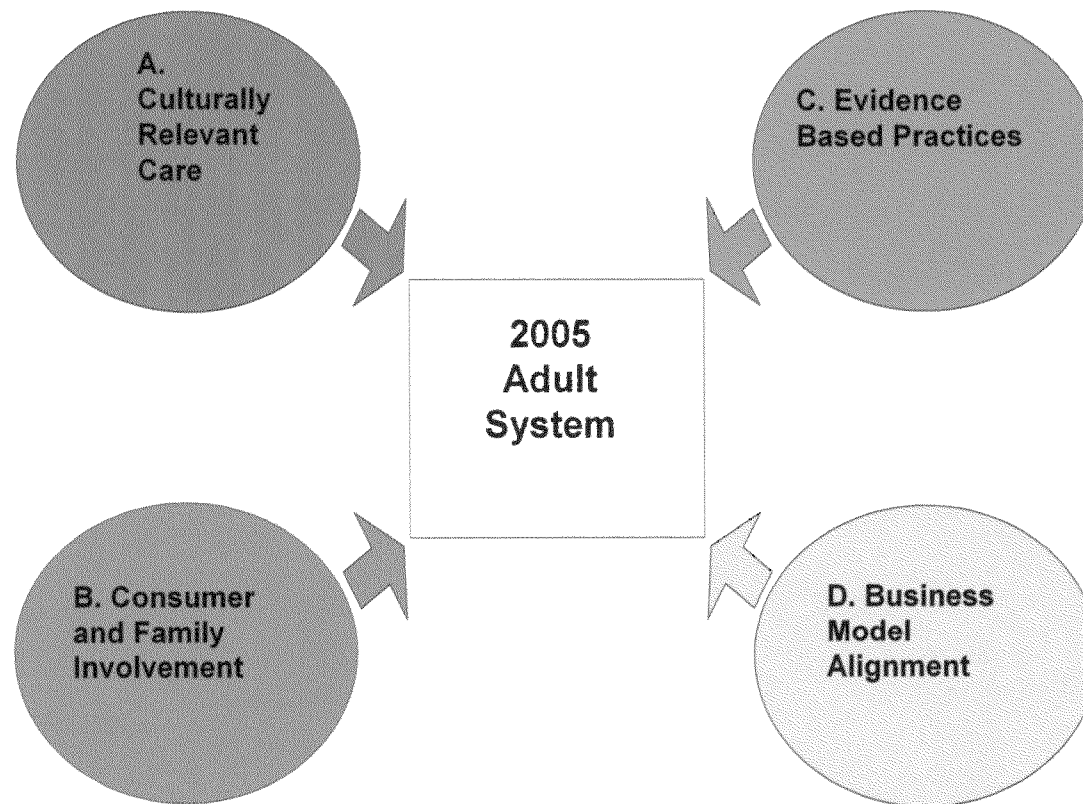 A.
Culturally
Relevant
Care
C. Evidence
Based Practices
2005
Adult
System
B. Consumer
and Family
Involvement
D. Business
Model
Alignment